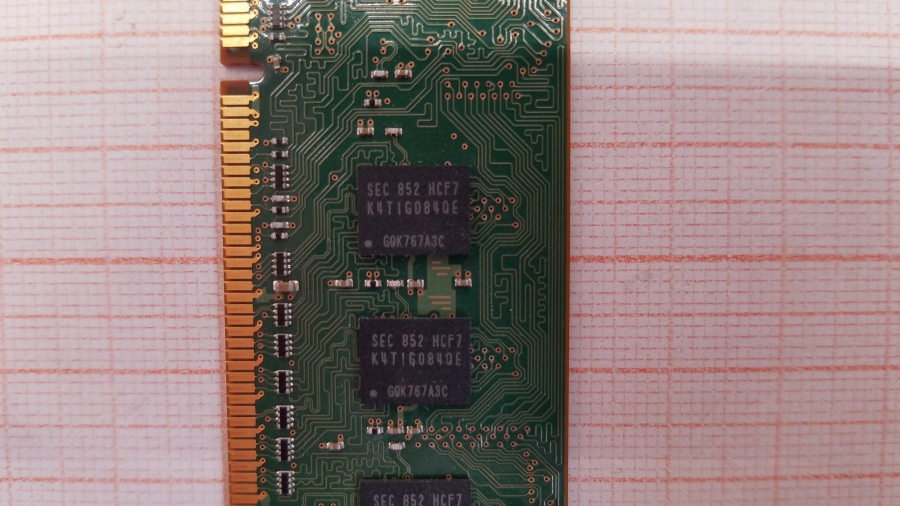 SEC 852 HCF7
K4T1G084QE
GQK767A3C
SEC 852 HCF7
K4T1G084QE
GQK767A3C
SEC 852 HCF7